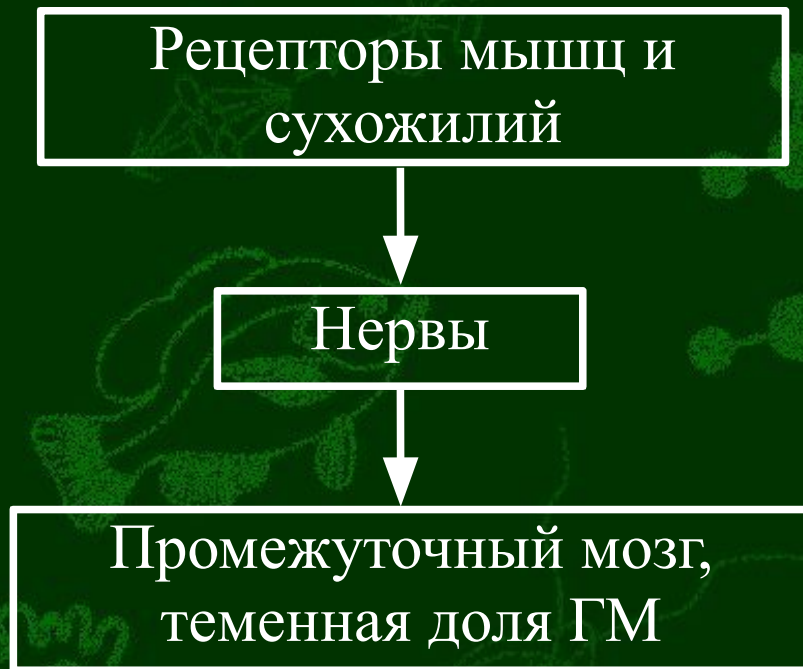 Рецепторы мышц и
сухожилий
Нервы
Промежуточный мозг,
теменная доля ГМ